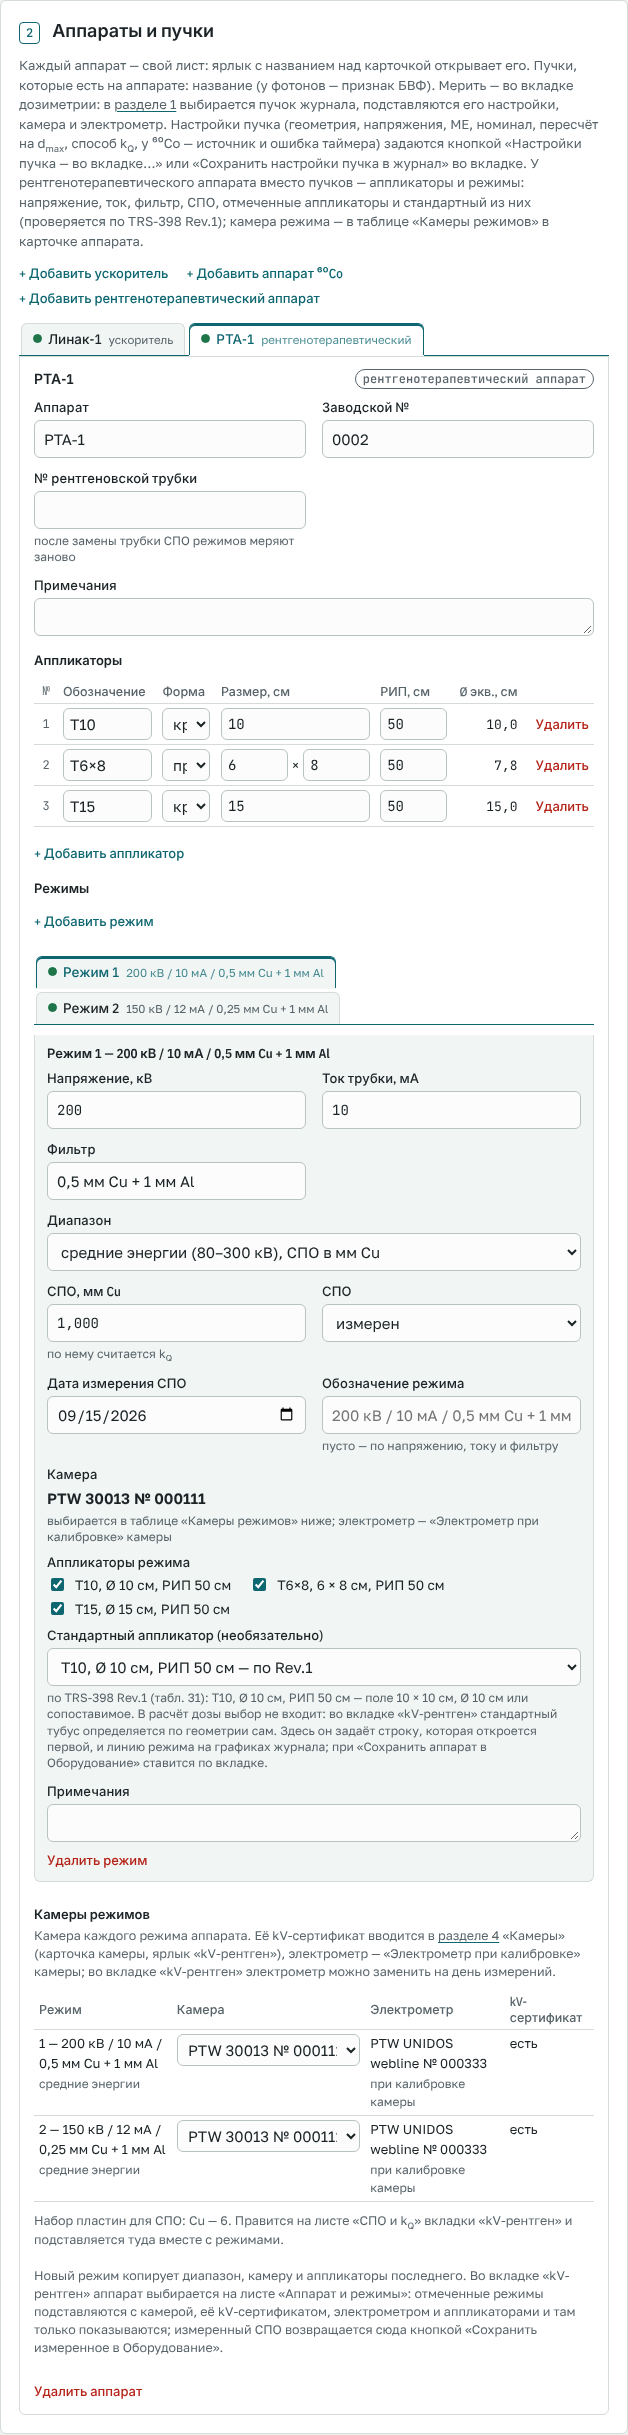 2 Аппараты и пучки
Каждый аппарат — свой лист: ярлык с названием над карточкой открывает его. Пучки,
которые есть на аппарате: название (у фотонов — признак БВФ). Мерить — во вкладке
дозиметрии: в разделе 1 выбирается пучок журнала, подставляются его настройки,
камера и электрометр. Настройки пучка (геометрия, напряжения, МЕ, номинал, пересчёт
на dmax, способ kQ, у ⁶⁰Co — источник и ошибка таймера) задаются кнопкой «Настройки
пучка — во вкладке…» или «Сохранить настройки пучка в журнал» во вкладке. У
рентгенотерапевтического аппарата вместо пучков — аппликаторы и режимы:
напряжение, ток, фильтр, СПО, отмеченные аппликаторы и стандартный из них
(проверяется по TRS-398 Rev.1); камера режима — в таблице «Камеры режимов» в
карточке аппарата.
+ Добавить ускоритель + Добавить аппарат ⁶⁰Co
+ Добавить рентгенотерапевтический аппарат
Линак-1 ускоритель РТА-1 рентгенотерапевтический
РТА-1 рентгенотерапевтический аппарат
Аппарат Заводской №
РТА-1 0002
№ рентгеновской трубки
после замены трубки СПО режимов меряют
заново
Примечания
Аппликаторы
№ Обозначение Форма Размер, см РИП, см Ø экв., см
1 Т10 кр 10 50 10,0 Удалить
2 Т6×8 пр 6 × 8 50 7,8 Удалить
3 Т15 кр 15 50 15,0 Удалить
+ Добавить аппликатор
Режимы
+ Добавить режим
Режим 1 200 кВ / 10 мА / 0,5 мм Cu + 1 мм Al
Режим 2 150 кВ / 12 мА / 0,25 мм Cu + 1 мм Al
Режим 1 — 200 кВ / 10 мА / 0,5 мм Cu + 1 мм Al
Напряжение, кВ Ток трубки, мА
200 10
Фильтр
0,5 мм Cu + 1 мм Al
Диапазон
средние энергии (80–300 кВ), СПО в мм Cu
СПО, мм Cu СПО
1,000 измерен
по нему считается kQ
Дата измерения СПО Обозначение режима
09/15/2026 200 кВ / 10 мА / 0,5 мм Cu + 1 мм
пусто — по напряжению, току и фильтру
Камера
PTW 30013 № 000111
выбирается в таблице «Камеры режимов» ниже; электрометр — «Электрометр при
калибровке» камеры
Аппликаторы режима
Т10, Ø 10 см, РИП 50 см Т6×8, 6 × 8 см, РИП 50 см
Т15, Ø 15 см, РИП 50 см
Стандартный аппликатор (необязательно)
Т10, Ø 10 см, РИП 50 см — по Rev.1
по TRS-398 Rev.1 (табл. 31): Т10, Ø 10 см, РИП 50 см — поле 10 × 10 см, Ø 10 см или
сопоставимое. В расчёт дозы выбор не входит: во вкладке «kV-рентген» стандартный
тубус определяется по геометрии сам. Здесь он задаёт строку, которая откроется
первой, и линию режима на графиках журнала; при «Сохранить аппарат в
Оборудование» ставится по вкладке.
Примечания
Удалить режим
Камеры режимов
Камера каждого режима аппарата. Её kV-сертификат вводится в разделе 4 «Камеры»
(карточка камеры, ярлык «kV-рентген»), электрометр — «Электрометр при калибровке»
камеры; во вкладке «kV-рентген» электрометр можно заменить на день измерений.
Режим Камера Электрометр kV-
сертификат
1 — 200 кВ / 10 мА / PTW 30013 № 00011 PTW UNIDOS есть
0,5 мм Cu + 1 мм Al webline № 000333
средние энергии при калибровке
камеры
2 — 150 кВ / 12 мА / PTW 30013 № 00011 PTW UNIDOS есть
0,25 мм Cu + 1 мм Al webline № 000333
средние энергии при калибровке
камеры
Набор пластин для СПО: Cu — 6. Правится на листе «СПО и kQ» вкладки «kV-рентген» и
подставляется туда вместе с режимами.
Новый режим копирует диапазон, камеру и аппликаторы последнего. Во вкладке «kV-
рентген» аппарат выбирается на листе «Аппарат и режимы»: отмеченные режимы
подставляются с камерой, её kV-сертификатом, электрометром и аппликаторами и там
только показываются; измеренный СПО возвращается сюда кнопкой «Сохранить
измеренное в Оборудование».
Удалить аппарат